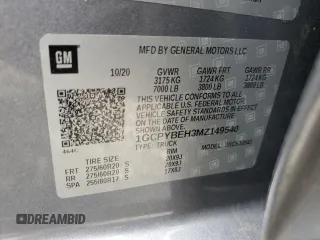 GM
MFD BY GENERAL MOTORS LLC
10/20 GVWR GAWR FRT GAWR RR
3175 KG 1724 KG 1724 KG
7000 LB 3800 LB 3800 LB
THIS VEHICLE CONFORMS TO ALL APPLICABLE
U.S. FEDERAL MOTOR VEHICLE SAFETY
STANDARDS IN EFFECT ON THE DATE OF
MANUFACTURE SHOWN ABOVE.
1GCPYBEH3MZ149540
TYPE: TRUCK
TIRE SIZE RIM
FRT 275/60R20 S 20X9J
RR 275/60R20 S 20X9J
SPA 255/80R17 S 17X8J
DREAMBID